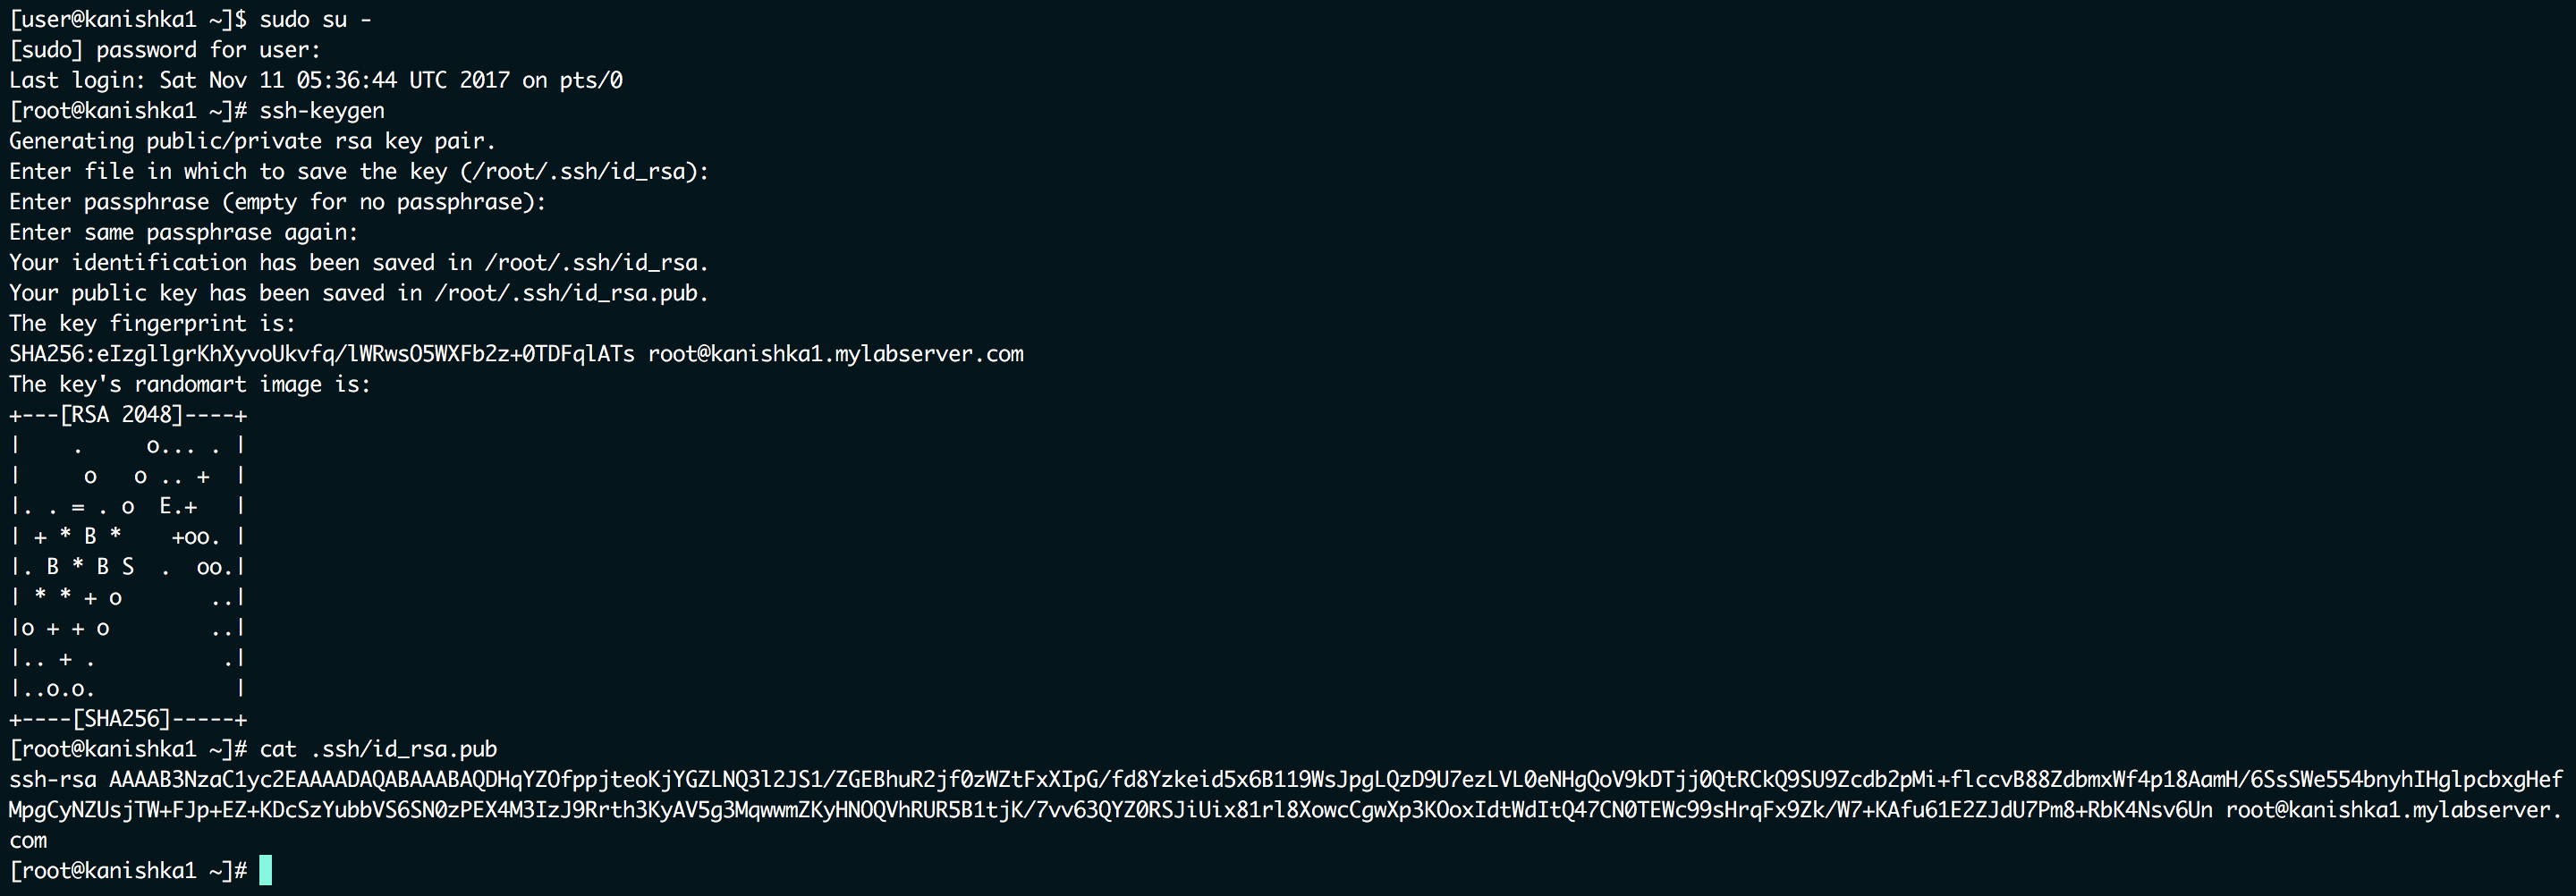 [user@kanishka1 ~]$ sudo su -
[sudo] password for user:
Last login: Sat Nov 11 05:36:44 UTC 2017 on pts/0
[root@kanishka1 ~]# ssh-keygen
Generating public/private rsa key pair.
Enter file in which to save the key (/root/.ssh/id_rsa):
Enter passphrase (empty for no passphrase):
Enter same passphrase again:
Your identification has been saved in /root/.ssh/id_rsa.
Your public key has been saved in /root/.ssh/id_rsa.pub.
The key fingerprint is:
SHA256:eIzgllgrKhXyvoUkvfq/lWRwsO5WXFb2z+0TDFqlATs root@kanishka1.mylabserver.com
The key's randomart image is:
+---[RSA 2048]----+
|    .     o... . |
|     o   o .. +  |
|. . = . o  E.+   |
| + * B *    +oo. |
|. B * B S  .  oo.|
| * * + o       ..|
|o + + o        ..|
|.. + .          .|
|..o.o.           |
+----[SHA256]-----+
[root@kanishka1 ~]# cat .ssh/id_rsa.pub
ssh-rsa AAAAB3NzaC1yc2EAAAADAQABAAABAQDHqYZOfppjteoKjYGZLNQ3l2JS1/ZGEBhuR2jf0zWZtFxXIpG/fd8Yzkeid5x6B119WsJpgLQzD9U7ezLVL0eNHgQoV9kDTjj0QtRCkQ9SU9Zcdb2pMi+flccvB88ZdbmxWf4p18AamH/6SsSWe554bnyhIHglpcbxgHef
MpgCyNZUsjTW+FJp+EZ+KDcSzYubbVS6SN0zPEX4M3IzJ9Rrth3KyAV5g3MqwwmZKyHNOQVhRUR5B1tjK/7vv63QYZ0RSJiUix81rl8XowcCgwXp3KOoxIdtWdItQ47CN0TEWc99sHrqFx9Zk/W7+KAfu61E2ZJdU7Pm8+RbK4Nsv6Un root@kanishka1.mylabserver.
com
[root@kanishka1 ~]#